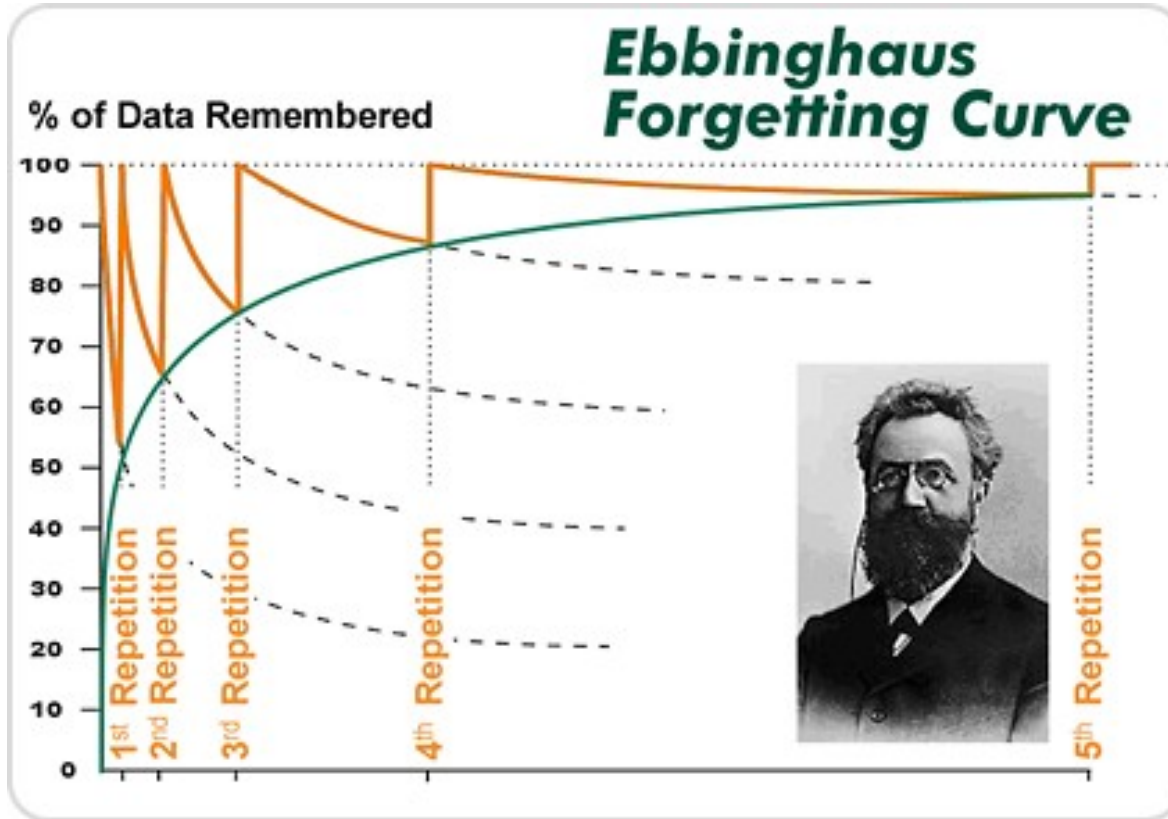 Ebbinghaus
Forgetting Curve
% of Data Remembered
100
90
80
70
60
50
40
30
20
10
0
1st Repetition
2nd Repetition
3rd Repetition
4th Repetition
5th Repetition